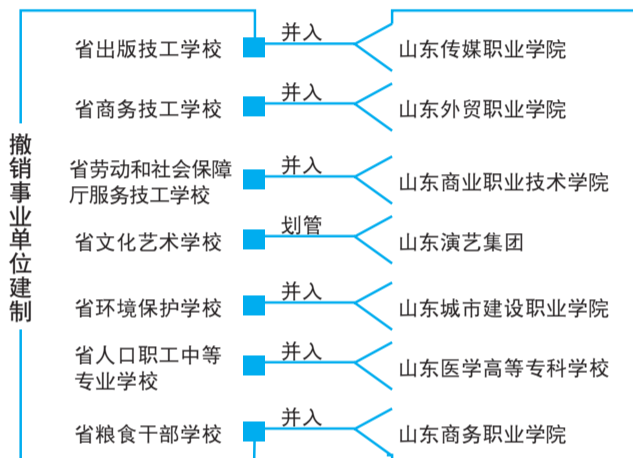 撤销事业单位建制
省出版技工学校
并入
山东传媒职业学院
省商务技工学校
并入
山东外贸职业学院
省劳动和社会保障
厅服务技工学校
并入
山东商业职业技术学院
省文化艺术学校
划管
山东演艺集团
省环境保护学校
并入
山东城市建设职业学院
省人口职工中等
专业学校
并入
山东医学高等专科学校
省粮食干部学校
并入
山东商务职业学院